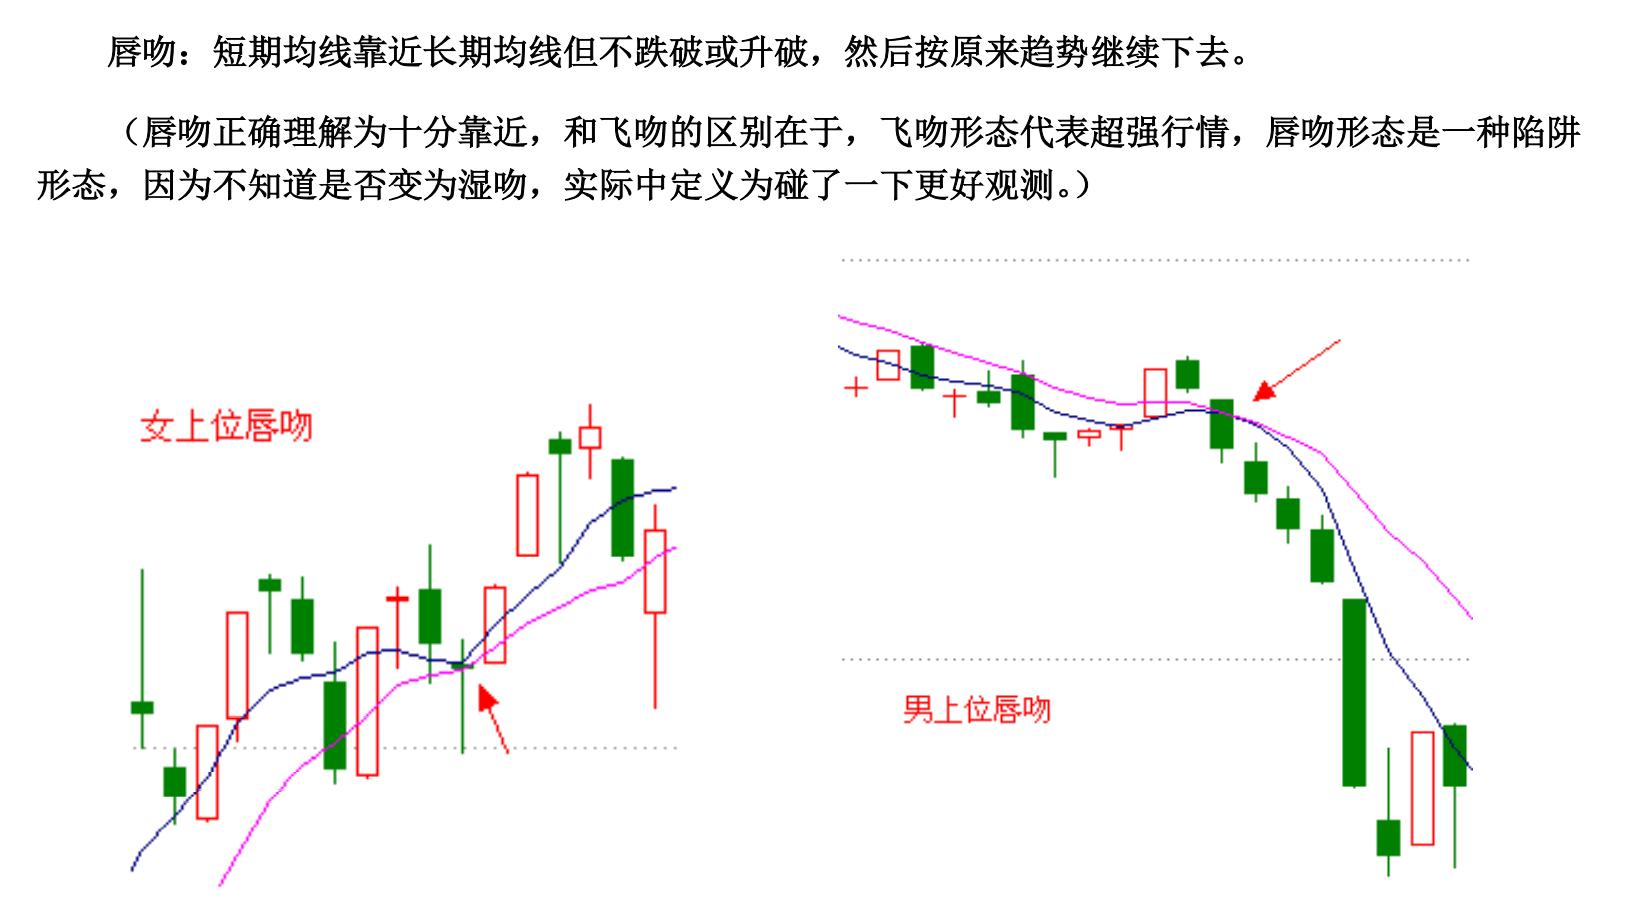 唇吻：短期均线靠近长期均线但不跌破或升破，然后按原来趋势继续下去。
（唇吻正确理解为十分靠近，和飞吻的区别在于，飞吻形态代表超强行情，唇吻形态是一种陷阱
形态，因为不知道是否变为湿吻，实际中定义为碰了一下更好观测。）
女上位唇吻
男上位唇吻